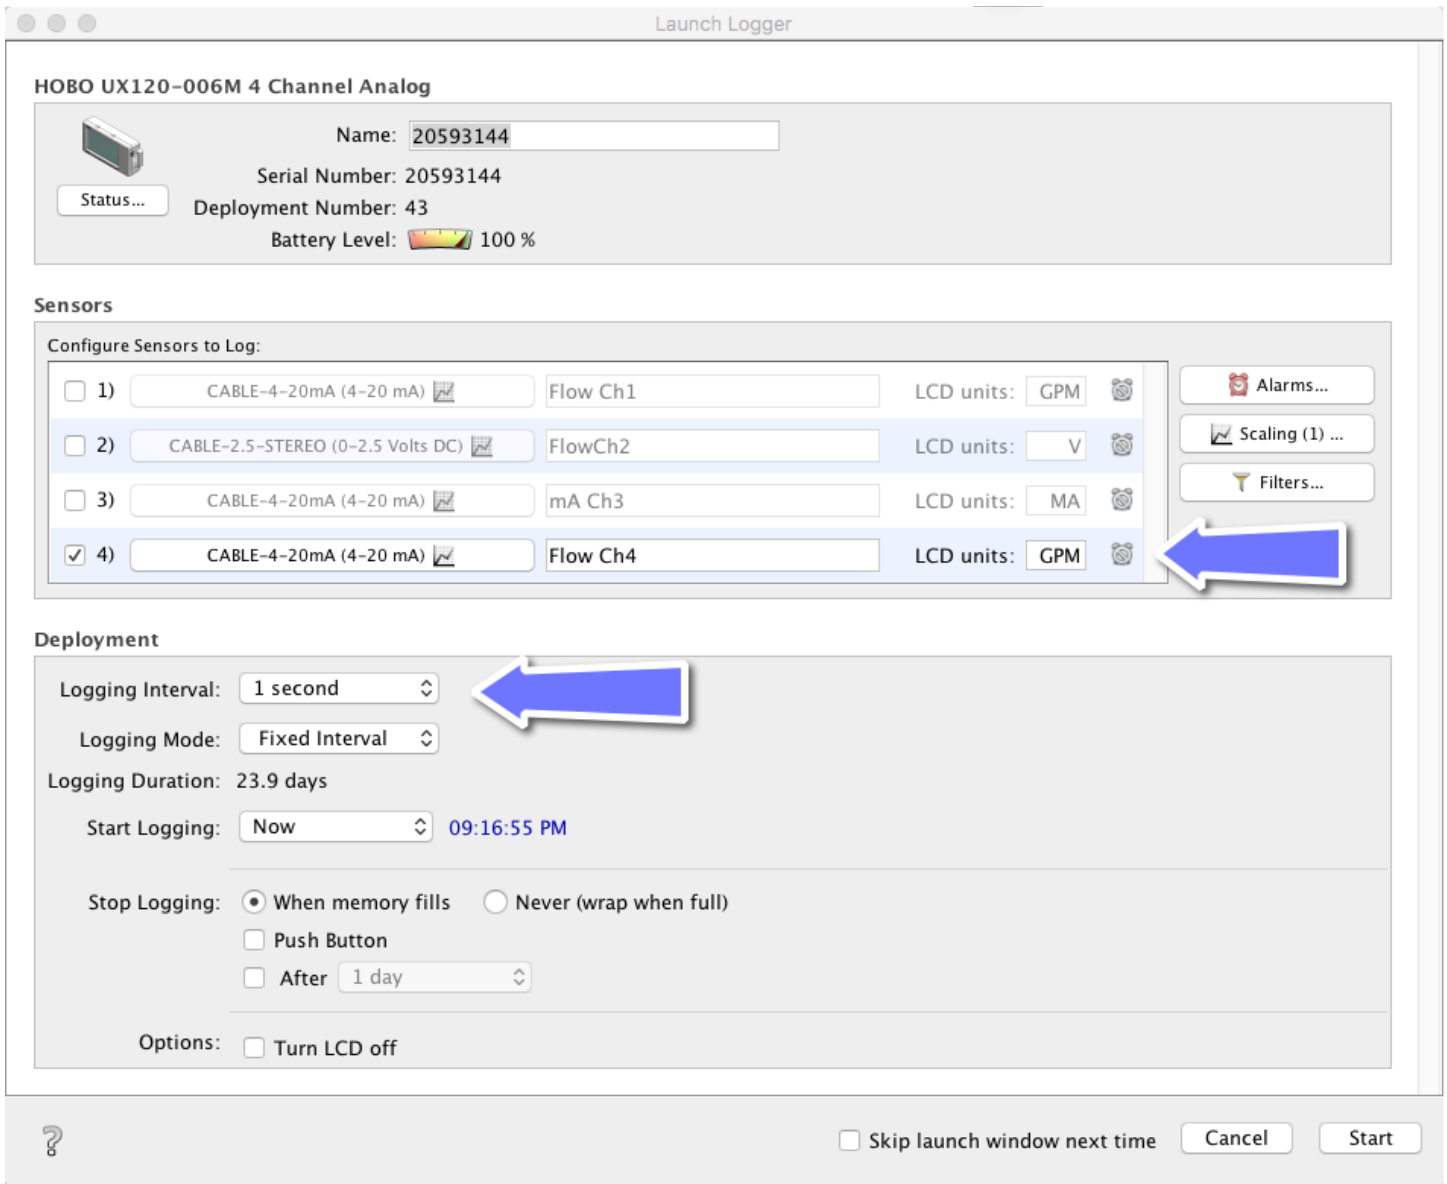 Launch Logger
HOBO UX120-006M 4 Channel Analog
Name: 20593144
Serial Number: 20593144
Status...
Deployment Number: 43
Battery Level: 100 %
Sensors
Configure Sensors to Log:
1) CABLE-4-20mA (4-20 mA) Flow Ch1 LCD units: GPM
Alarms...
2) CABLE-2.5-STEREO (0-2.5 Volts DC) FlowCh2 LCD units: V
Scaling (1) ...
3) CABLE-4-20mA (4-20 mA) mA Ch3 LCD units: MA
Filters...
4) CABLE-4-20mA (4-20 mA) Flow Ch4 LCD units: GPM
Deployment
Logging Interval: 1 second
Logging Mode: Fixed Interval
Logging Duration: 23.9 days
Start Logging: Now 09:16:55 PM
Stop Logging: When memory fills Never (wrap when full)
Push Button
After 1 day
Options: Turn LCD off
? Skip launch window next time Cancel Start